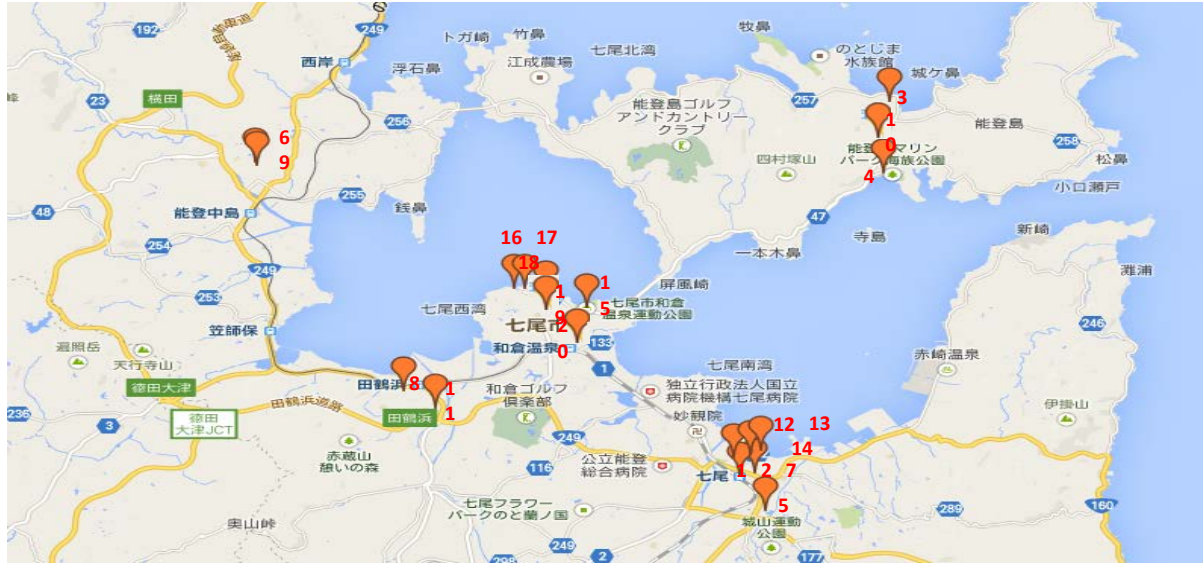 192
249
西岸
トガ崎
竹鼻
七尾北湾
牧鼻
のとじま
水族館
城ケ鼻
江成農場
浮石鼻
23
横田
256
257
3
能登島ゴルフ
アンドカントリー
クラブ
能登島
1
0
258
6
9
能登島マリン
パーク海族公園
松鼻
四村塚山
4
小口瀬戸
255
48
能登中島
銭鼻
47
寺島
新崎
254
一本木鼻
16
17
18
灘浦
249
屏風崎
253
1
5
1
9
七尾西湾
七尾市和倉
温泉運動公園
笠師保
七尾市
2
0
246
和倉温泉
133
遍照岳
天行寺山
七尾南湾
赤崎温泉
1
徳田大津
田鶴浜
8
1
1
和倉ゴルフ
倶楽部
独立行政法人国立
病院機構七尾病院
236
3
徳田
大津JCT
田鶴浜道路
田鶴浜
妙観院
伊掛山
12
13
249
赤蔵山
憩いの森
116
公立能登
総合病院
14
七尾
1
2
7
5
七尾フラワー
パークのと蘭ノ国
289
160
奥山峠
城山運動
公園
249
298
2
177